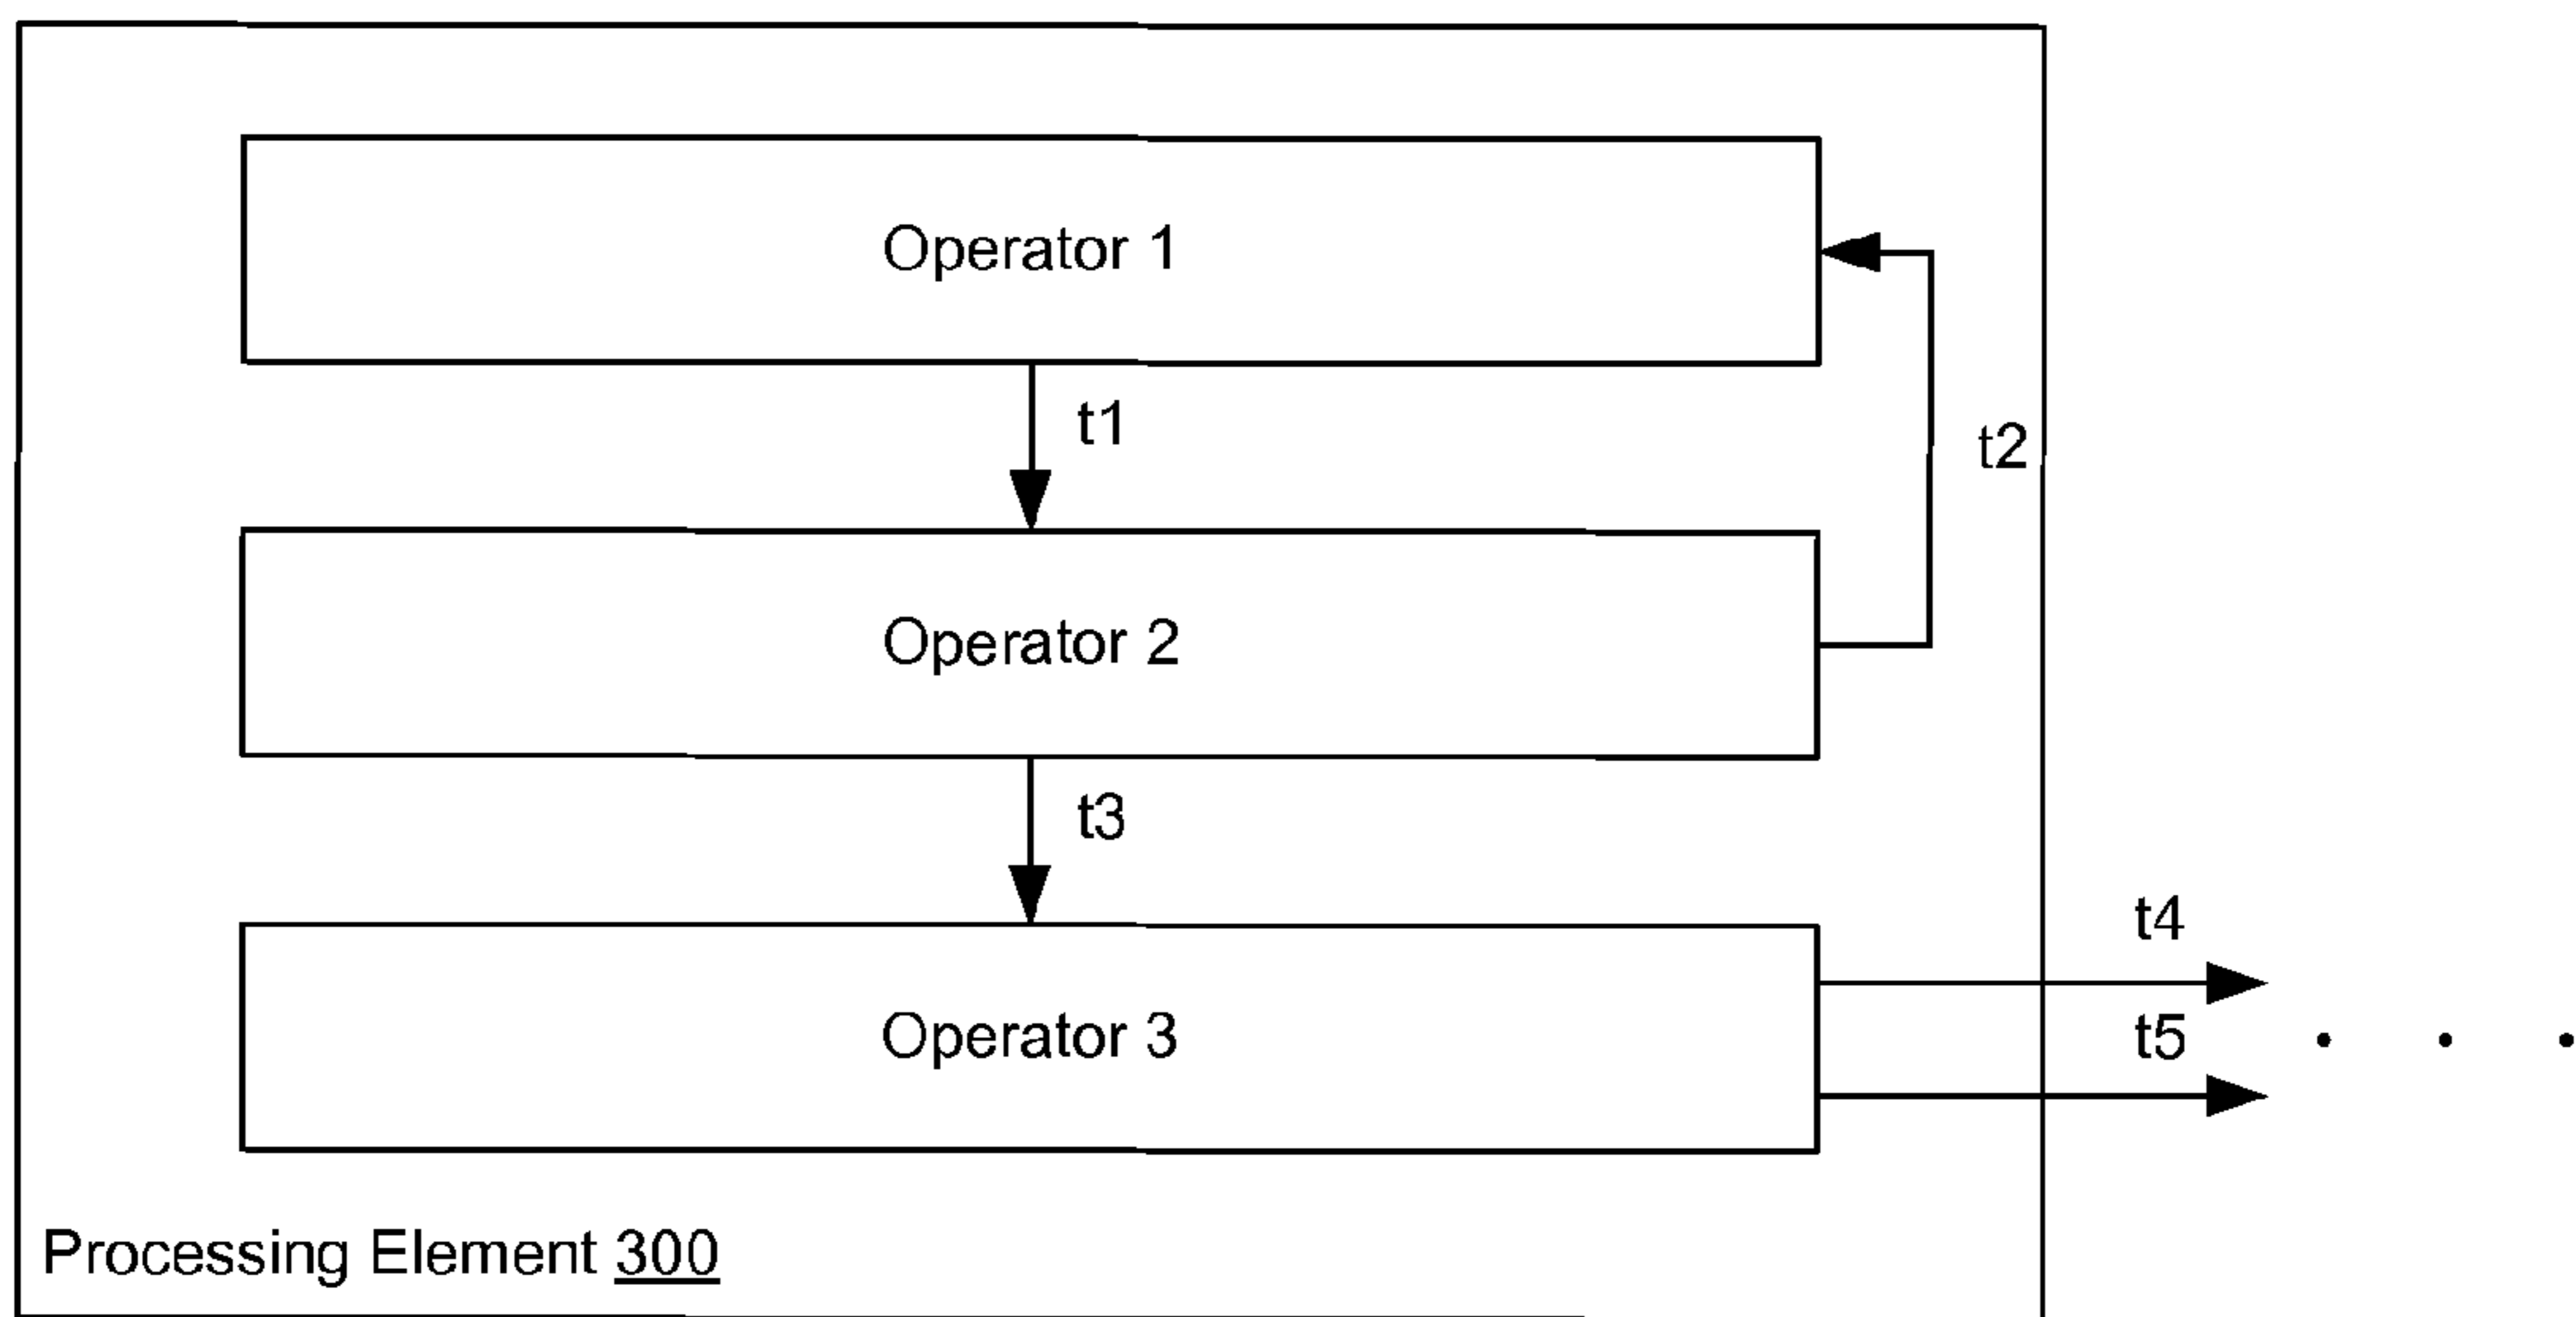 Operator 1
t1
t2
Operator 2
t3
t4
Operator 3
t5
Processing Element 300